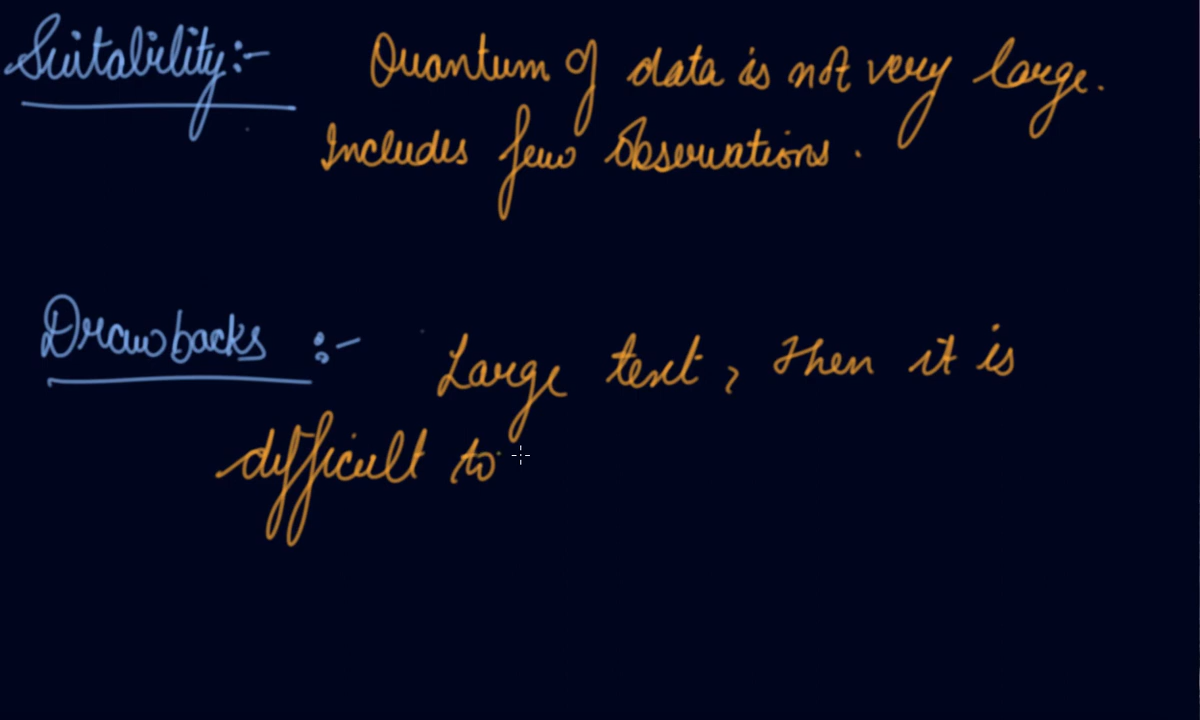 Suitability:- Quantum of data is not very large.
Includes few Observations.
Drawbacks :- Large text, then it is
difficult to